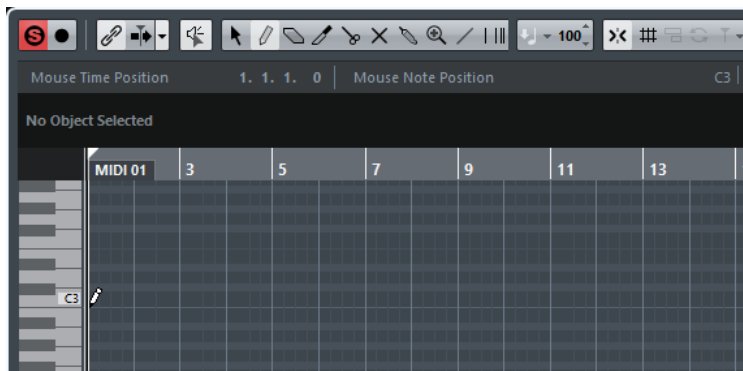 S
100
Mouse Time Position 1. 1. 1. 0 Mouse Note Position C3
No Object Selected
MIDI 01 3 5 7 9 11 13
C3